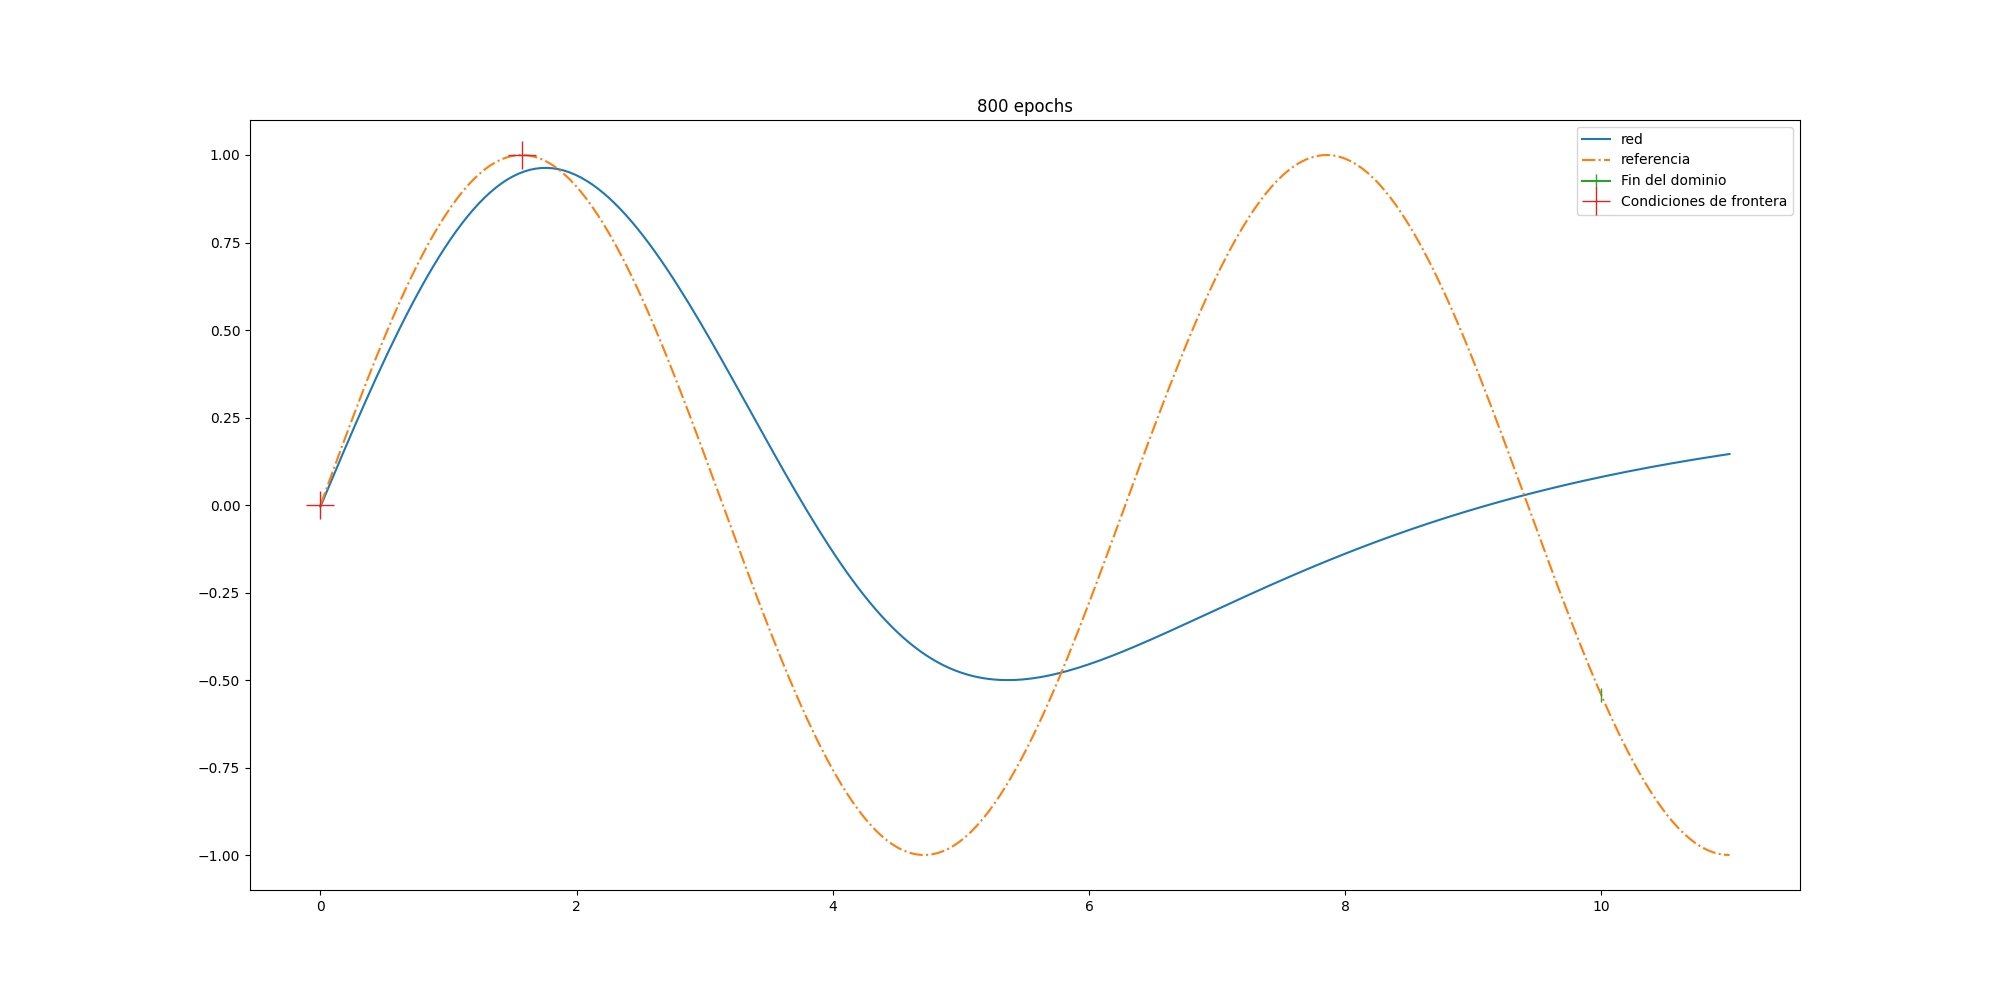 800 epochs
red
referencia
Fin del dominio
Condiciones de frontera
1.00
0.75
0.50
0.25
0.00
−0.25
−0.50
−0.75
−1.00
0 2 4 6 8 10